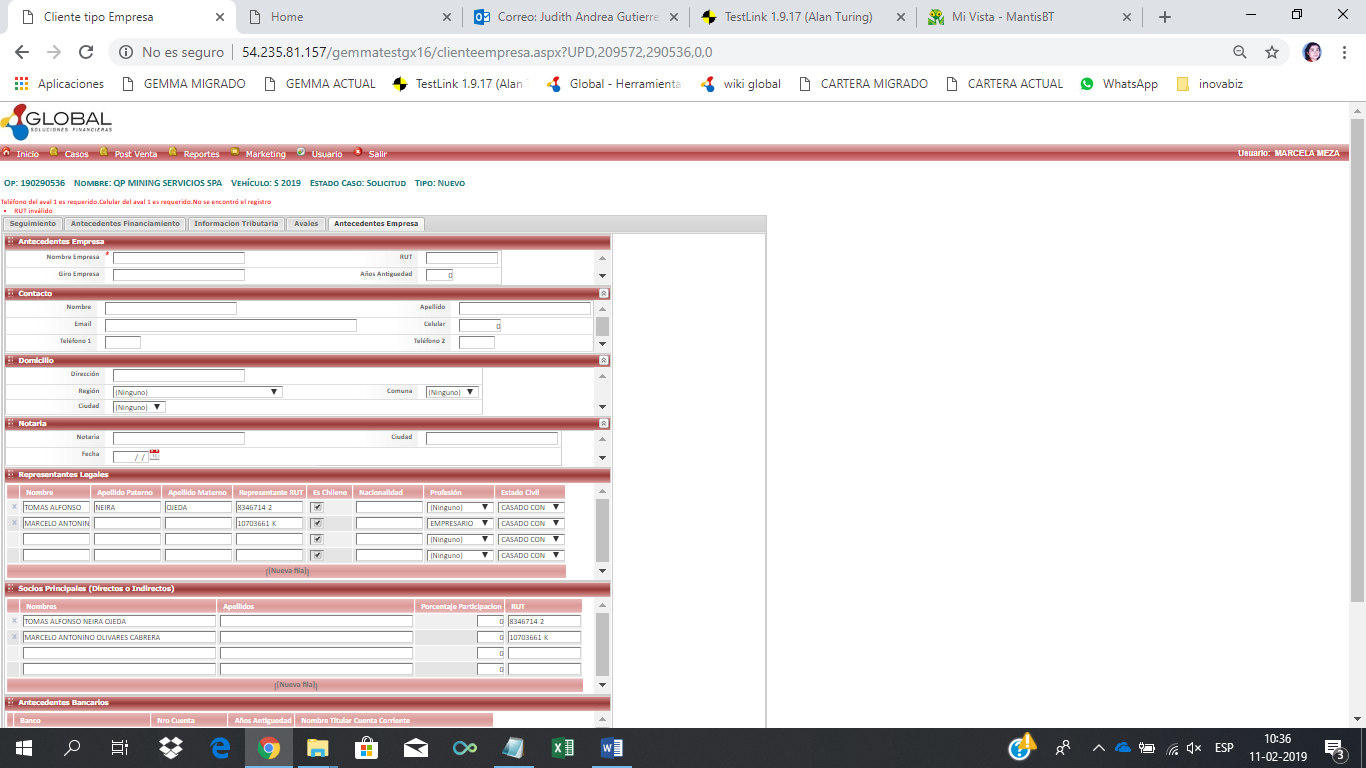 Cliente tipo Empresa Home Correo: Judith Andrea Gutierre TestLink 1.9.17 (Alan Turing) Mi Vista - MantisBT
No es seguro 54.235.81.157/gemmatestgx16/clienteempresa.aspx?UPD,209572,290536,0,0
Aplicaciones GEMMA MIGRADO GEMMA ACTUAL TestLink 1.9.17 (Alan Global - Herramienta wiki global CARTERA MIGRADO CARTERA ACTUAL WhatsApp inovabiz
GLOBAL
SOLUCIONES FINANCIERAS
Inicio Casos Post Venta Reportes Marketing Usuario Salir Usuario: MARCELA MEZA
Op: 190290536 Nombre: QP MINING SERVICIOS SPA Vehículo: S 2019 Estado Caso: Solicitud Tipo: Nuevo
Teléfono del aval 1 es requerido.Celular del aval 1 es requerido.No se encontró el registro
• RUT inválido
Seguimiento Antecedentes Financiamiento Informacion Tributaria Avales Antecedentes Empresa
Antecedentes Empresa
Nombre Empresa * RUT
Giro Empresa Años Antiguedad 0
Contacto
Nombre Apellido
Email Celular 0
Teléfono 1 Teléfono 2
Domicilio
Dirección
Región (Ninguno) Comuna (Ninguno)
Ciudad (Ninguno)
Notaria
Notaria Ciudad
Fecha / /
Representantes Legales
Nombre Apellido Paterno Apellido Materno Representante RUT Es Chileno Nacionalidad Profesión Estado Civil
x TOMAS ALFONSO NEIRA OJEDA 8346714 2 (Ninguno) CASADO CON
x MARCELO ANTONIN 10703661 K EMPRESARIO CASADO CON
(Ninguno) CASADO CON
(Ninguno) CASADO CON
[Nueva fila]
Socios Principales (Directos o Indirectos)
Nombres Apellidos Porcentaje Participacion RUT
x TOMAS ALFONSO NEIRA OJEDA 0 8346714 2
x MARCELO ANTONINO OLIVARES CABRERA 0 10703661 K
0
0
[Nueva fila]
Antecedentes Bancarios
Banco Nro Cuenta Años Antiguedad Nombre Titular Cuenta Corriente
ESP 10:36
11-02-2019 3